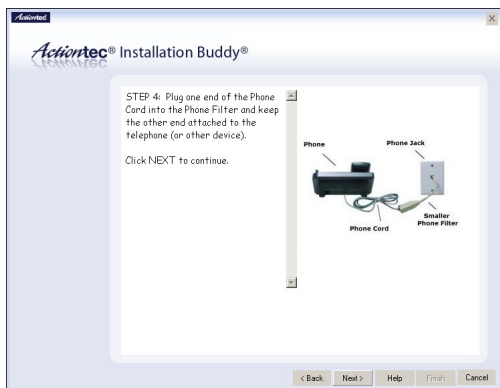 Actiontec
Actiontec® Installation Buddy®
STEP 4: Plug one end of the Phone
Cord into the Phone Filter and keep
the other end attached to the
telephone (or other device).
Click NEXT to continue.
Phone
Phone Jack
Smaller
Phone Filter
Phone Cord
< Back
Next >
Help
Finish
Cancel